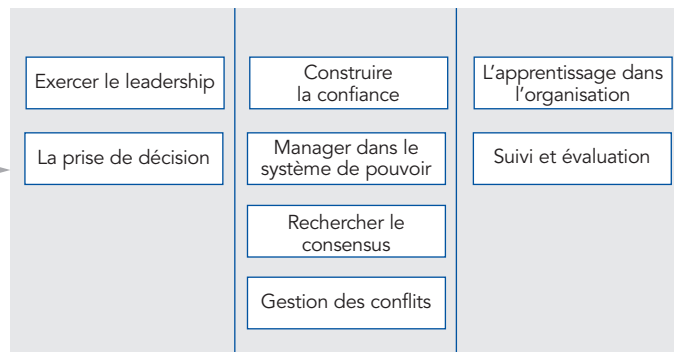 Exercer le leadership
La prise de décision
Construire
la confiance
Manager dans le
système de pouvoir
Rechercher le
consensus
Gestion des conflits
L'apprentissage dans
l'organisation
Suivi et évaluation